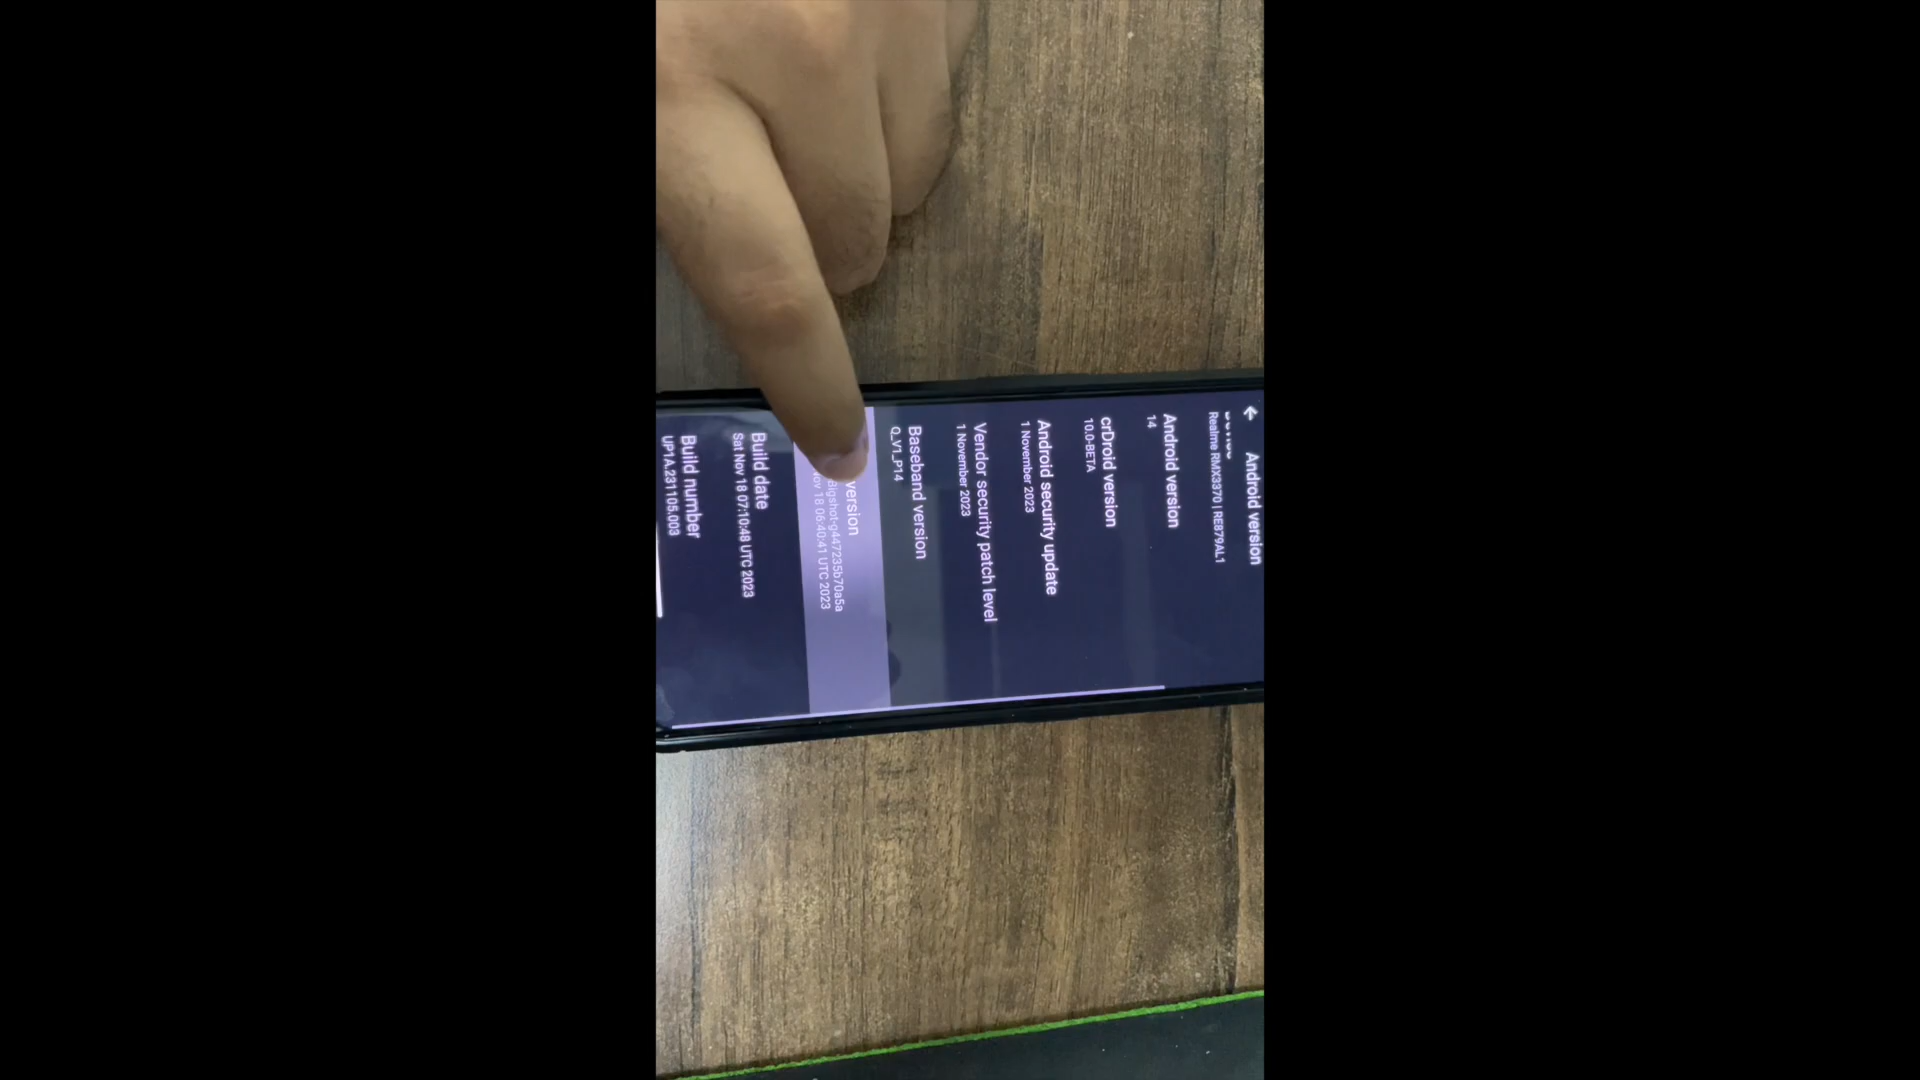 Android version
Realme RMX3370 | RE879AL1
Android version
14
crDroid version
10.0-BETA
Android security update
1 November 2023
Vendor security patch level
1 November 2023
Baseband version
Q_V1_P14
version
Bigshot-g447235b70a5a
18 06:40:41 UTC 2023
Build date
Sat Nov 18 07:10:48 UTC 2023
Build number
UP1A.231105.003